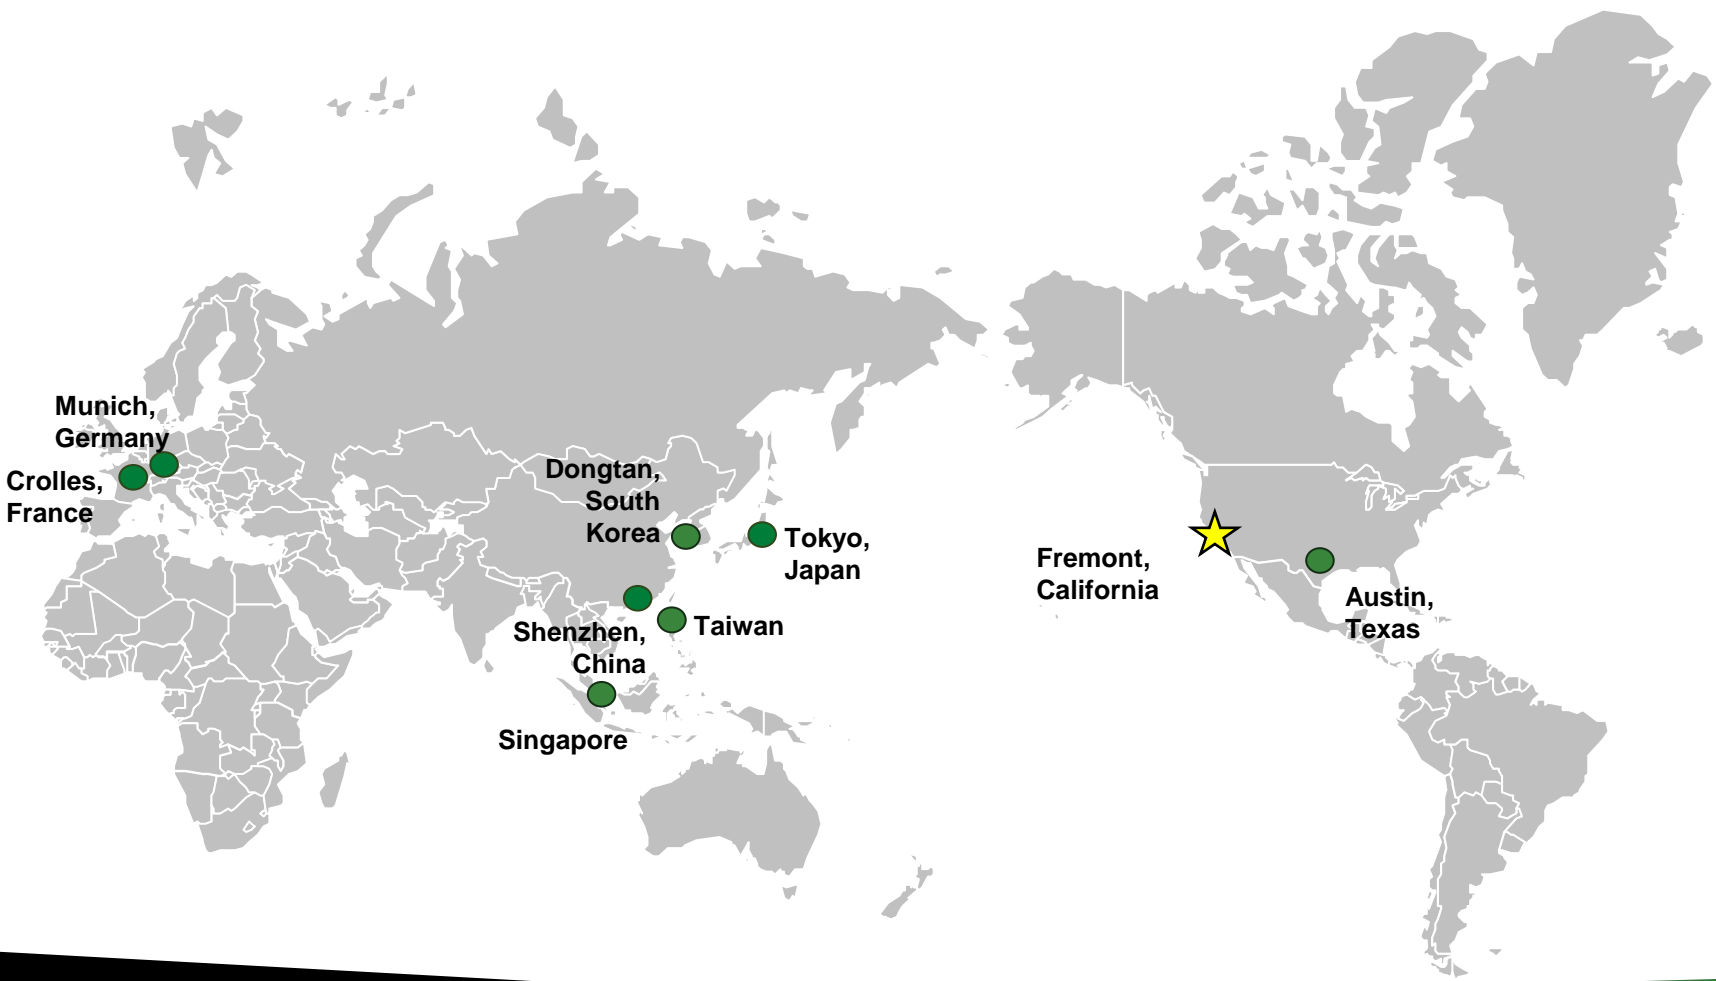 Munich,
Germany
Crolles,
France
Dongtan,
South
Korea
Tokyo,
Japan
Shenzhen,
China
Taiwan
Singapore
Fremont,
California
Austin,
Texas